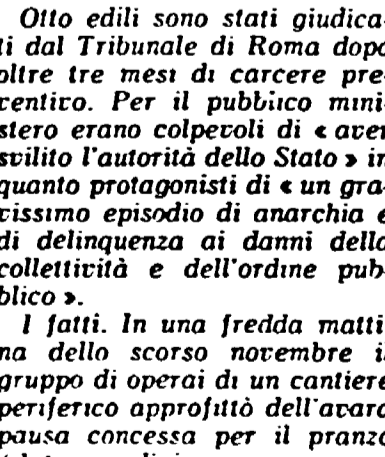 Otto edili sono stati giudica-
ti dal Tribunale di Roma dopo
oltre tre mesi di carcere pre-
ventivo. Per il pubblico mini-
stero erano colpevoli di « aver
svilito l'autorità dello Stato » in
quanto protagonisti di « un gra-
vissimo episodio di anarchia e
di delinquenza ai danni della
collettività e dell'ordine pub-
blico ».
I fatti. In una fredda matti-
na dello scorso novembre il
gruppo di operai di un cantiere
periferico approfittò dell'avara
pausa concessa per il pranzo